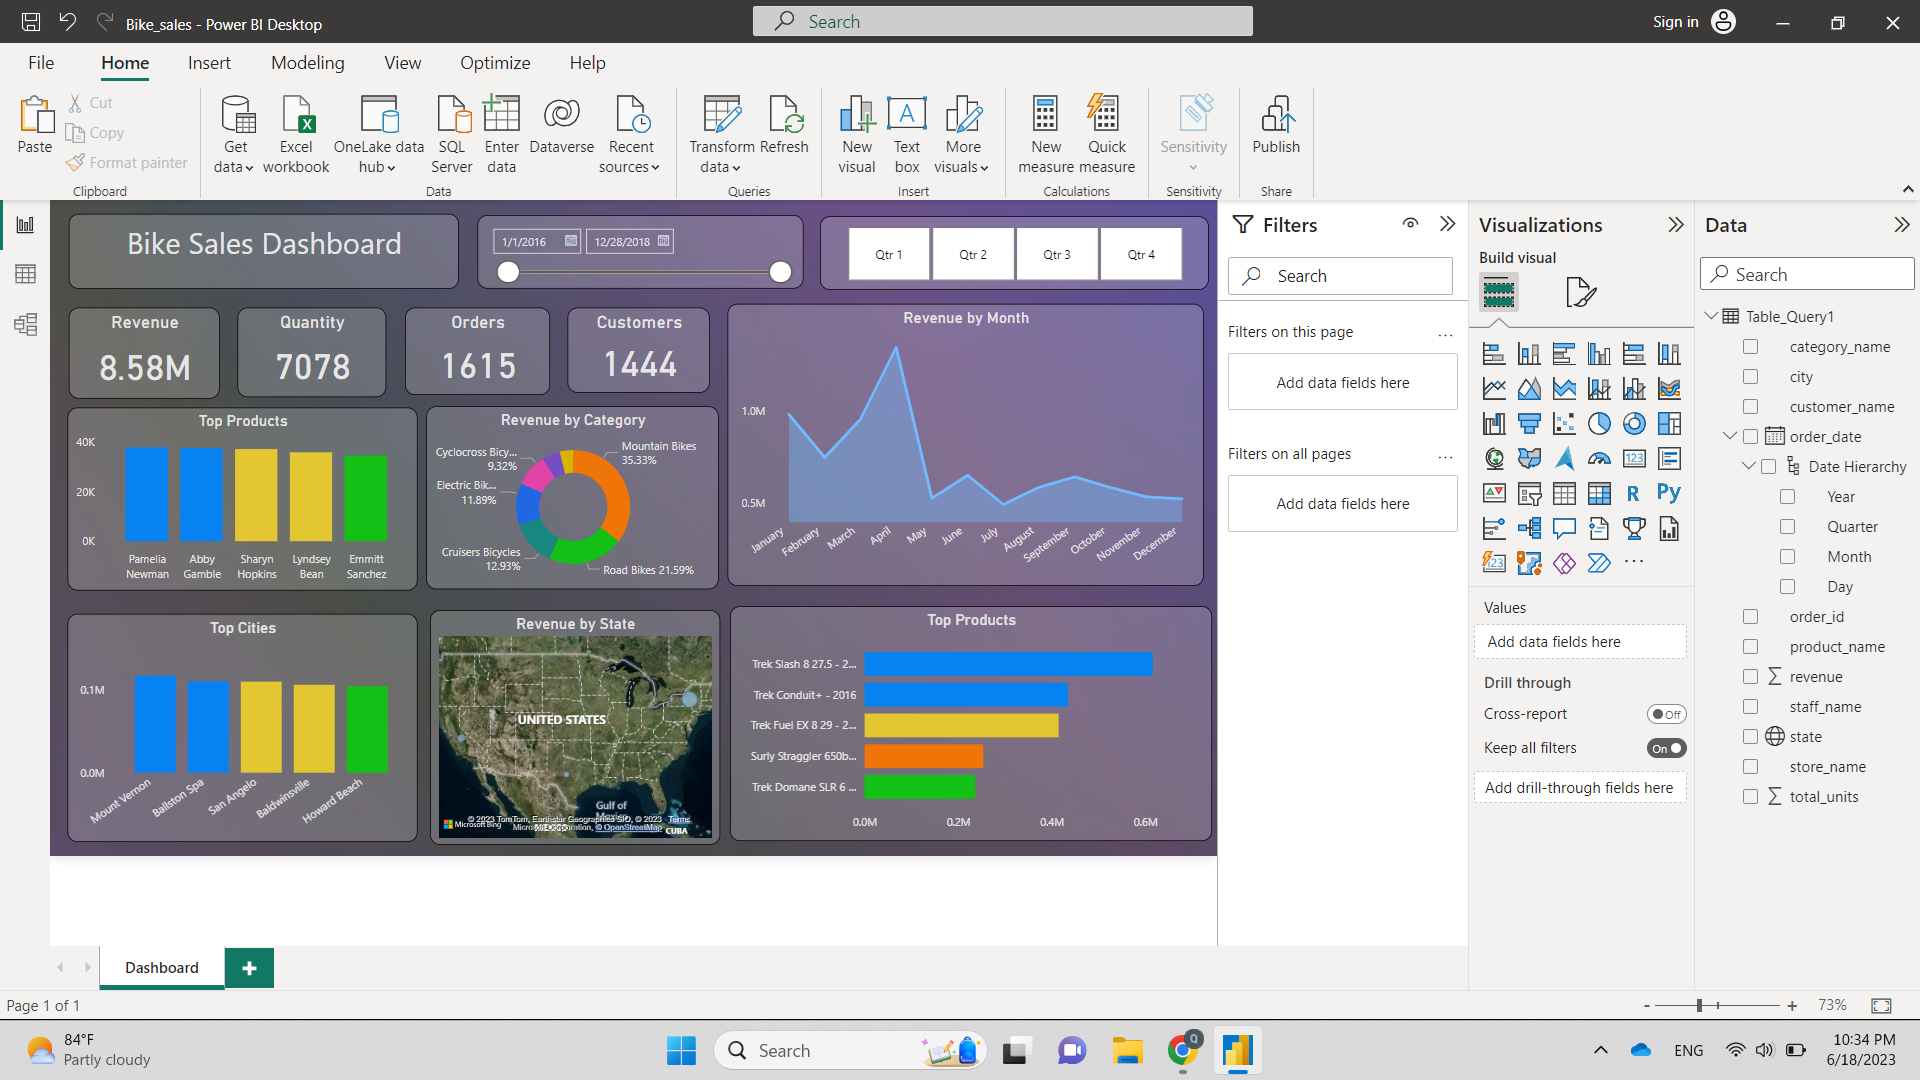 Bike_sales - Power BI Desktop
Search
Sign in
File Home Insert Modeling View Optimize Help
Paste
Cut
Copy
Format painter
Clipboard
Get data
Excel workbook
OneLake data hub
SQL Server
Enter data
Dataverse
Recent sources
Data
Transform data
Refresh
Queries
New visual
Text box
More visuals
Insert
New measure
Quick measure
Calculations
Sensitivity
Sensitivity
Publish
Share
Bike Sales Dashboard
1/1/2016
12/28/2018
Qtr 1
Qtr 2
Qtr 3
Qtr 4
Revenue
8.58M
Quantity
7078
Orders
1615
Customers
1444
Revenue by Month
1.0M
0.5M
January
February
March
April
May
June
July
August
September
October
November
December
Top Products
40K
20K
0K
Pamelia Newman
Abby Gamble
Sharyn Hopkins
Lyndsey Bean
Emmitt Sanchez
Revenue by Category
Mountain Bikes
35.33%
Cyclocross Bicy...
9.32%
Electric Bik...
11.89%
Cruisers Bicycles
12.93%
Road Bikes 21.59%
Top Cities
0.1M
0.0M
Mount Vernon
Ballston Spa
San Angelo
Baldwinsville
Howard Beach
Revenue by State
UNITED STATES
Gulf of
CUBA
Microsoft Bing
© 2023 TomTom, Earthstar Geographics SIO, © 2023
Microsoft Corporation, © OpenStreetMap
Terms
Top Products
Trek Slash 8 27.5 - 2...
Trek Conduit+ - 2016
Trek Fuel EX 8 29 - 2...
Surly Straggler 650b...
Trek Domane SLR 6 ...
0.0M
0.2M
0.4M
0.6M
Filters
Search
Filters on this page
...
Add data fields here
Filters on all pages
...
Add data fields here
Visualizations
Build visual
123
R
Py
123
...
Values
Add data fields here
Drill through
Cross-report
Off
Keep all filters
On
Add drill-through fields here
Data
Search
Table_Query1
category_name
city
customer_name
order_date
Date Hierarchy
Year
Quarter
Month
Day
order_id
product_name
revenue
staff_name
state
store_name
total_units
Dashboard
Page 1 of 1
- + 73%
84°F
Partly cloudy
Search
Q
ENG
10:34 PM
6/18/2023